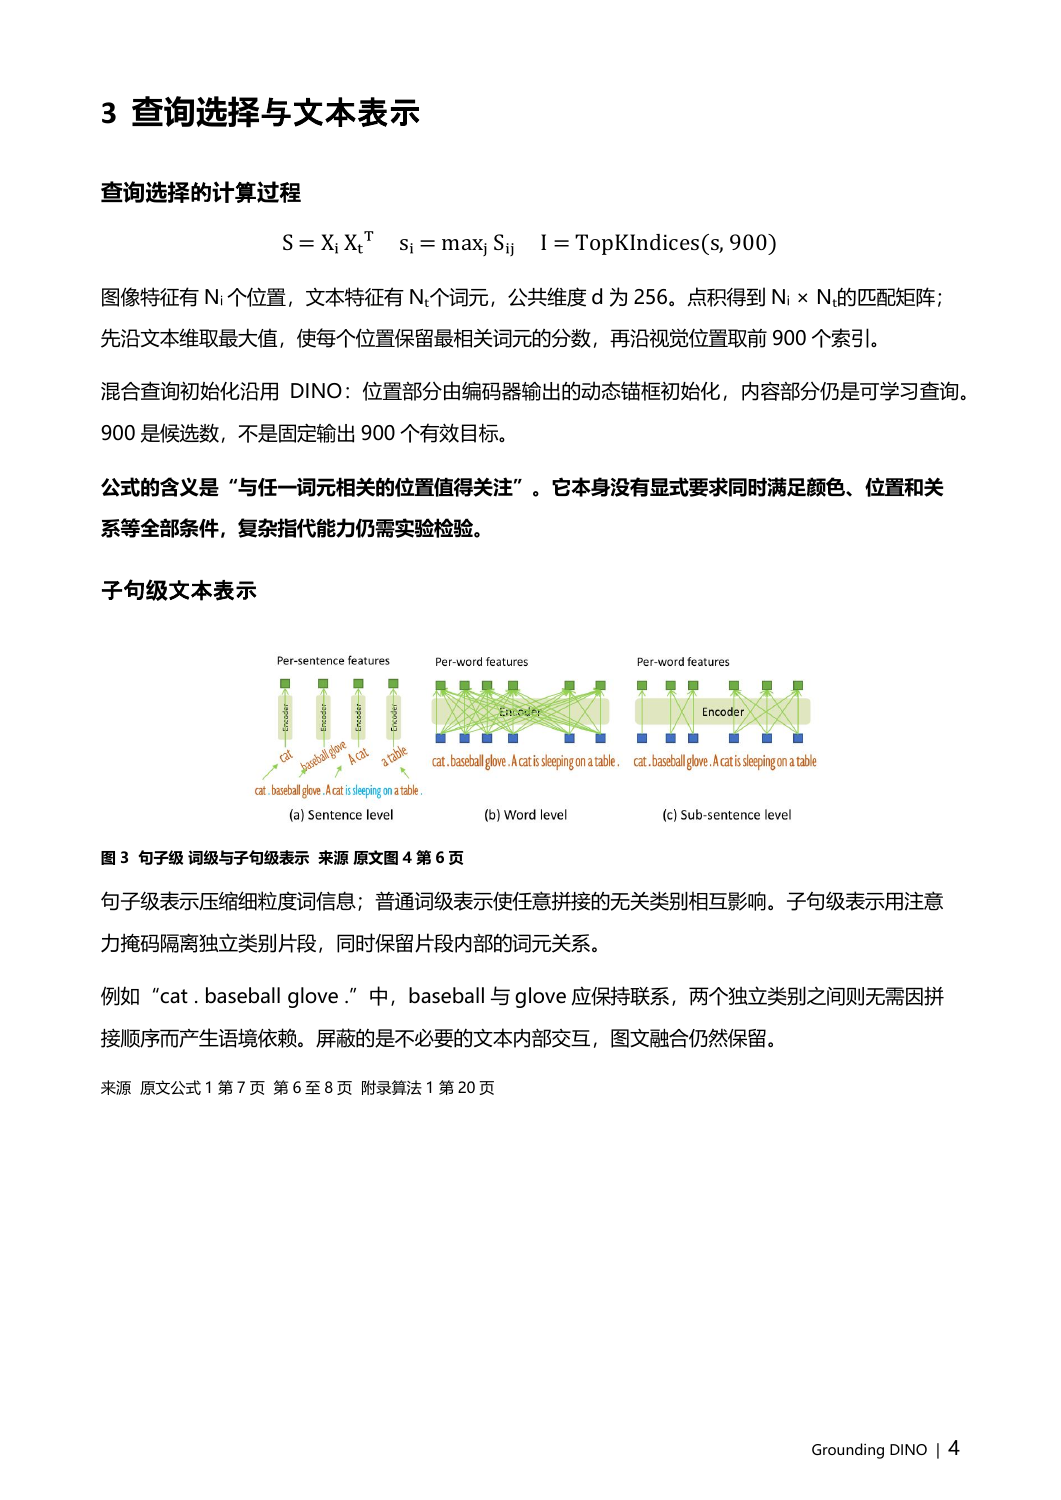 3 查询选择与文本表示
查询选择的计算过程
S = Xᵢ Xₜᵀ  sᵢ = maxⱼ Sᵢⱼ  I = TopKIndices(s, 900)
图像特征有 Nᵢ 个位置，文本特征有 Nₜ个词元，公共维度 d 为 256。点积得到 Nᵢ × Nₜ的匹配矩阵；
先沿文本维取最大值，使每个位置保留最相关词元的分数，再沿视觉位置取前 900 个索引。
混合查询初始化沿用 DINO：位置部分由编码器输出的动态锚框初始化，内容部分仍是可学习查询。
900 是候选数，不是固定输出 900 个有效目标。
公式的含义是“与任一词元相关的位置值得关注”。它本身没有显式要求同时满足颜色、位置和关
系等全部条件，复杂指代能力仍需实验检验。
子句级文本表示
Per-sentence features
Encoder Encoder Encoder Encoder
cat baseball glove A cat a table
cat . baseball glove . A cat is sleeping on a table .
(a) Sentence level
Per-word features
Encoder
cat . baseball glove . A cat is sleeping on a table .
(b) Word level
Per-word features
Encoder
cat . baseball glove . A cat is sleeping on a table
(c) Sub-sentence level
图 3 句子级 词级与子句级表示 来源 原文图 4 第 6 页
句子级表示压缩细粒度词信息；普通词级表示使任意拼接的无关类别相互影响。子句级表示用注意
力掩码隔离独立类别片段，同时保留片段内部的词元关系。
例如“cat . baseball glove .”中，baseball 与 glove 应保持联系，两个独立类别之间则无需因拼
接顺序而产生语境依赖。屏蔽的是不必要的文本内部交互，图文融合仍然保留。
来源 原文公式 1 第 7 页 第 6 至 8 页 附录算法 1 第 20 页
Grounding DINO | 4